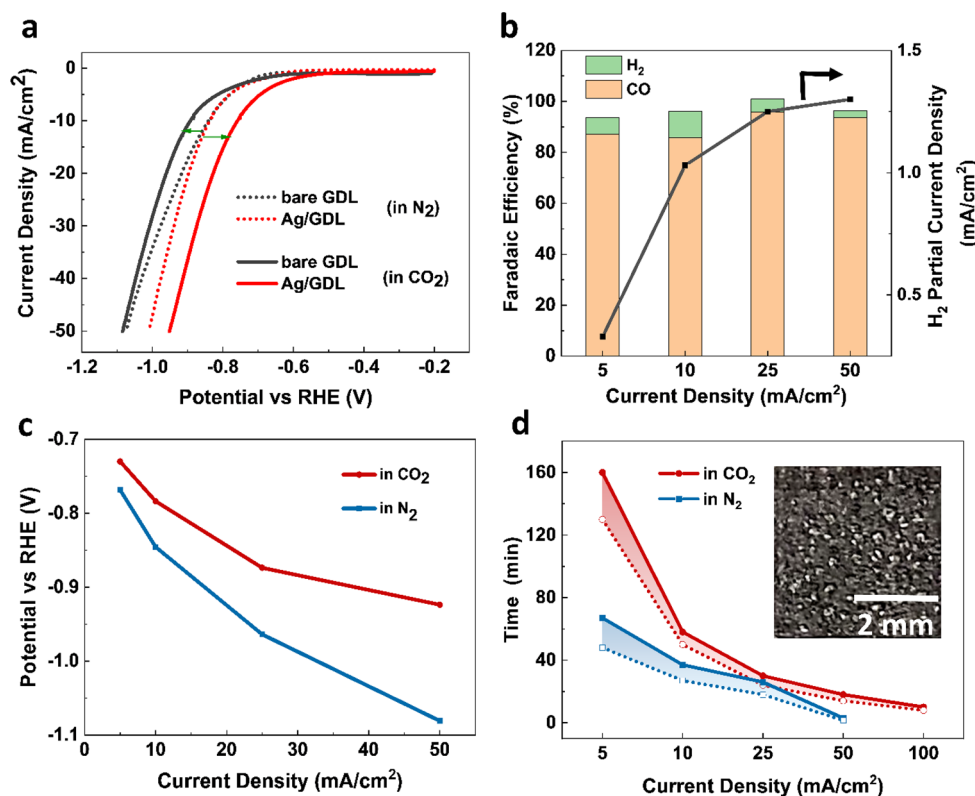 a
Current Density (mA/cm²)
0
-10
-20
-30
-40
-50
bare GDL
Ag/GDL
(in N₂)
bare GDL
Ag/GDL
(in CO₂)
-1.2
-1.0
-0.8
-0.6
-0.4
-0.2
Potential vs RHE (V)
b
Faradaic Efficiency (%)
120
100
80
60
40
20
0
H₂
CO
1.5
1.0
0.5
H₂ Partial Current Density
(mA/cm²)
5
10
25
50
Current Density (mA/cm²)
c
Potential vs RHE (V)
-0.7
-0.8
-0.9
-1.0
-1.1
in CO₂
in N₂
0
10
20
30
40
50
Current Density (mA/cm²)
d
Time (min)
160
120
80
40
0
in CO₂
in N₂
2 mm
5
10
25
50
100
Current Density (mA/cm²)